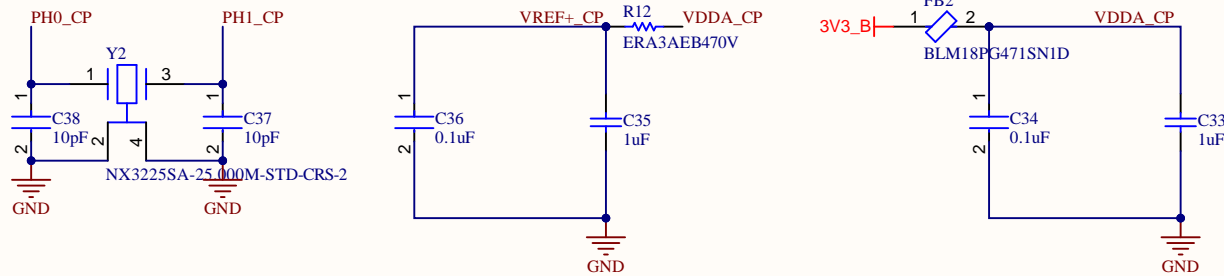 PH0_CP
PH1_CP
Y2
1
3
1
C38
10pF
2
2
4
1
C37
10pF
2
NX3225SA-25.000M-STD-CRS-2
GND
GND
VREF+_CP
R12
VDDA_CP
ERA3AEB470V
1
C36
0.1uF
2
C35
1uF
GND
FB2
3V3_B
1
2
VDDA_CP
BLM18PG471SN1D
1
C34
0.1uF
2
C33
1uF
GND